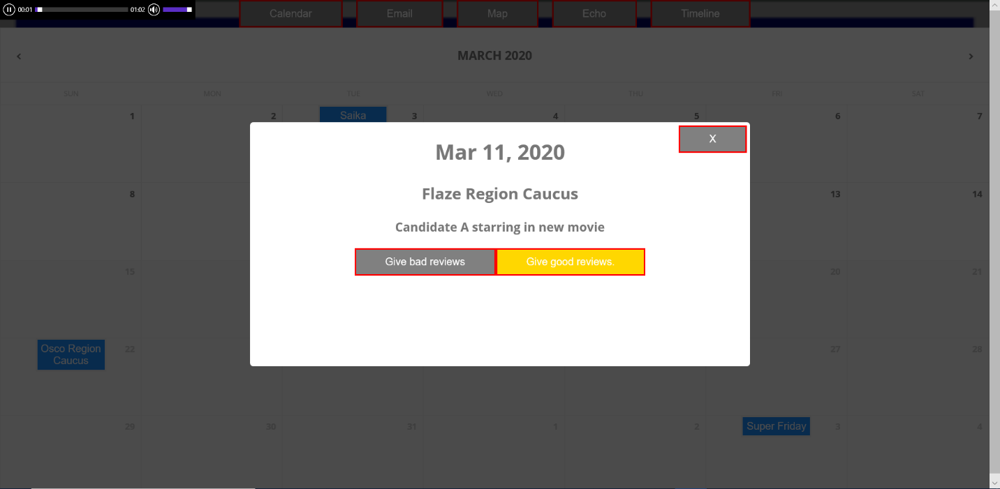 00:01 01:02 Calendar Email Map Echo Timeline
MARCH 2020
SUN MON TUE WED THU FRI SAT
1 2 Saika 3 4 5 6 7
X
Mar 11, 2020
Flaze Region Caucus
8 13 14
Candidate A starring in new movie
Give bad reviews Give good reviews.
15 20 21
Osco Region
Caucus
22 27 28
29 30 31 1 2 Super Friday 3 4